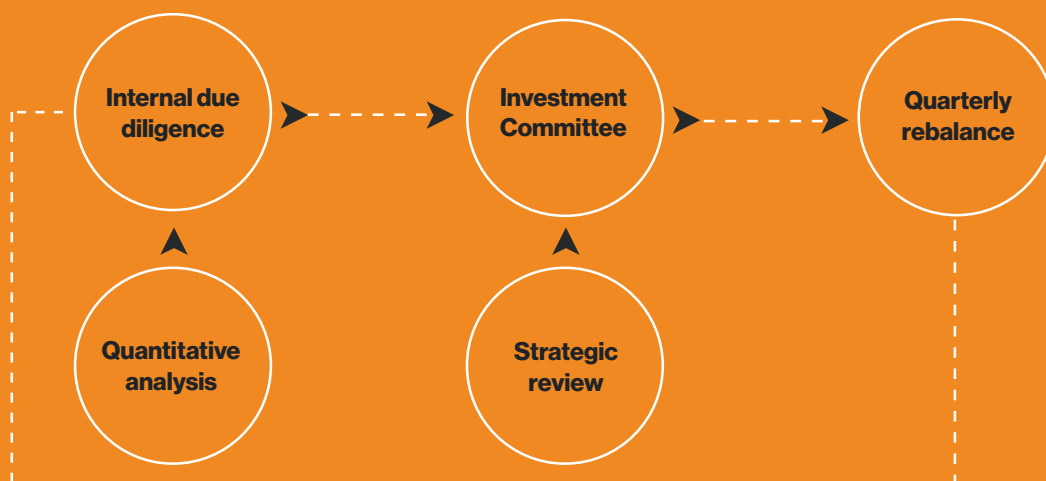 Internal due
diligence
Investment
Committee
Quarterly
rebalance
Quantitative
analysis
Strategic
review